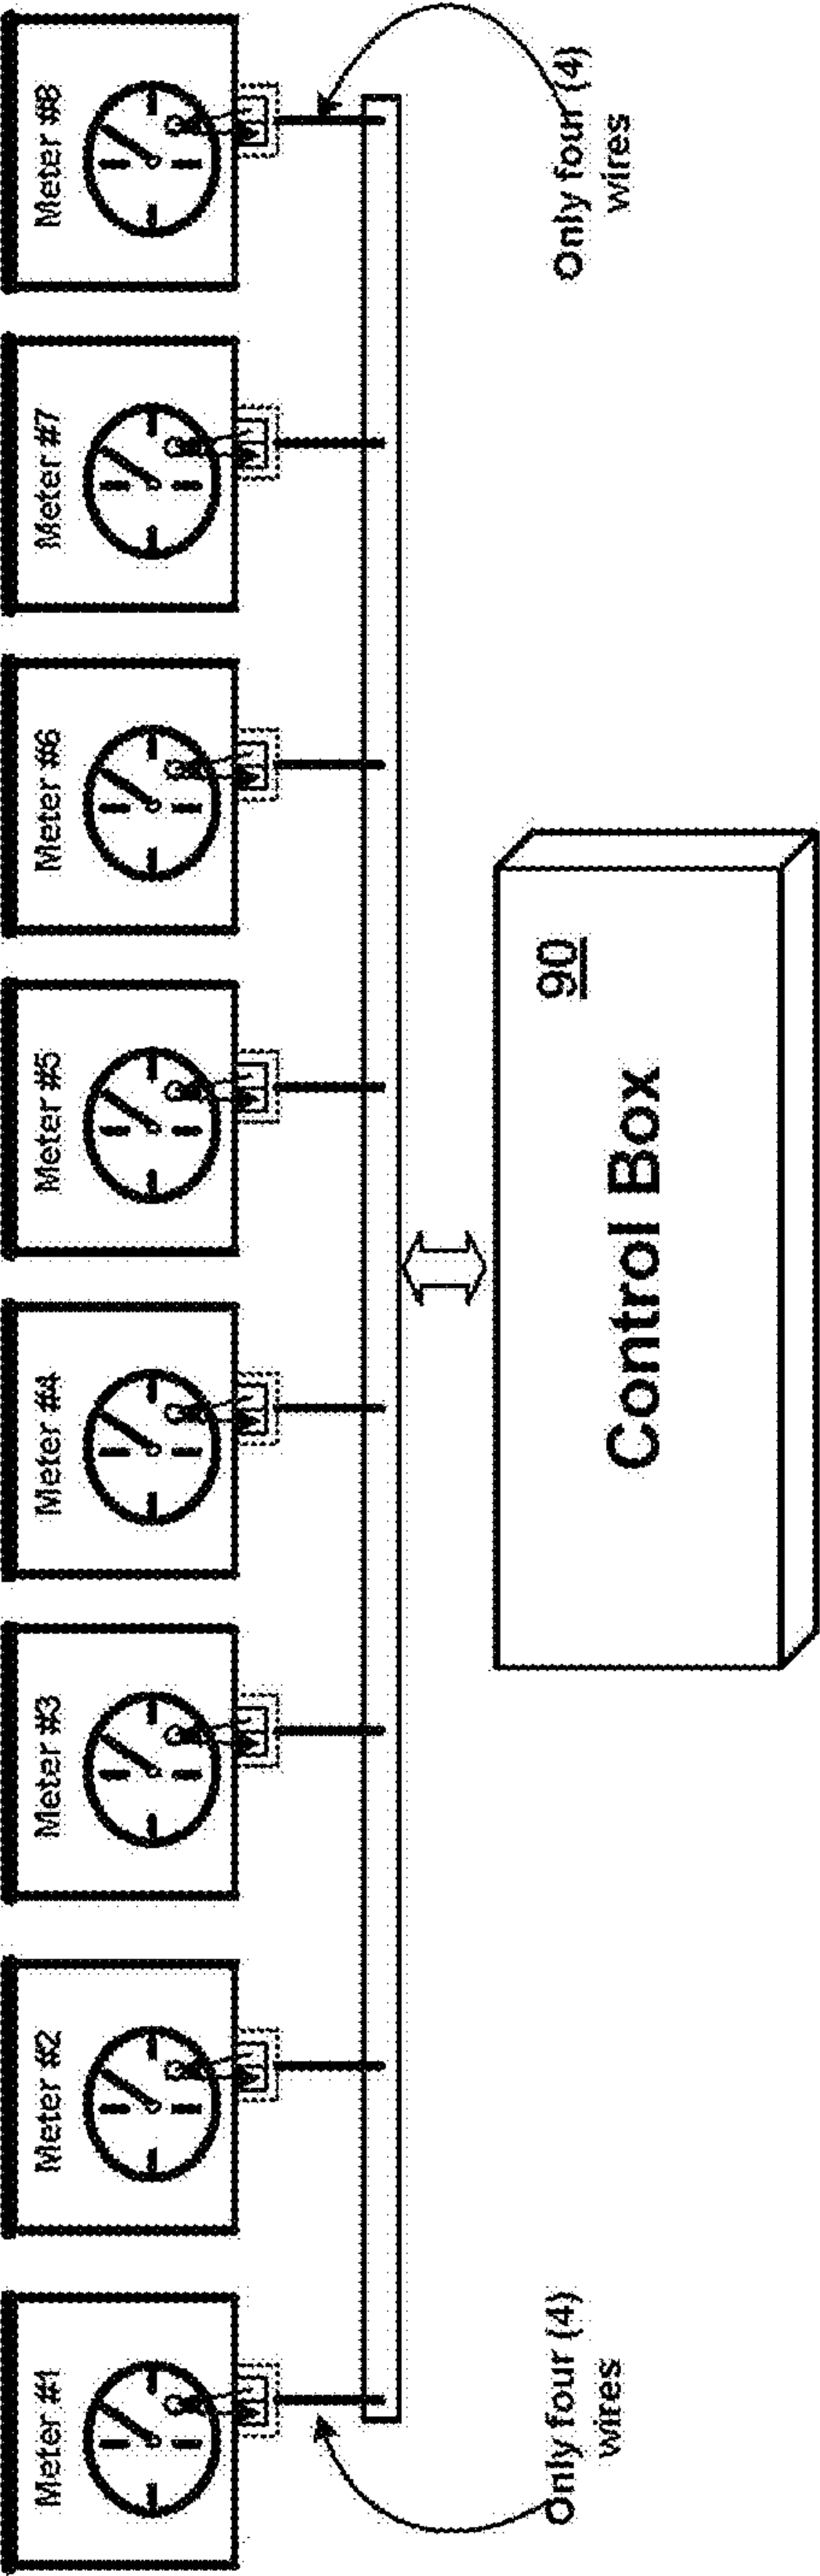 Meter #1
Meter #2
Meter #3
Meter #4
Meter #5
Meter #6
Meter #7
Meter #8
Only four (4)
wires
90
Control Box
Only four (4)
wires